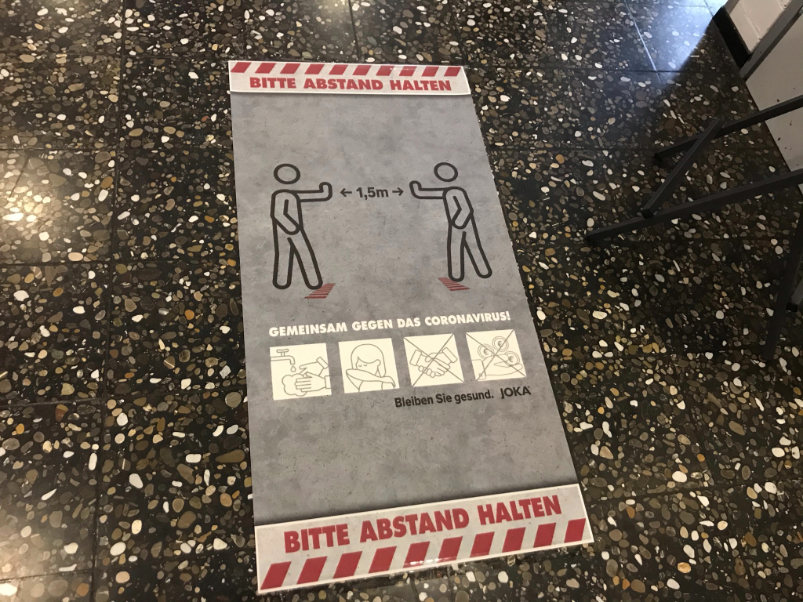 BITTE ABSTAND HALTEN
← 1,5m →
GEMEINSAM GEGEN DAS CORONAVIRUS!
Bleiben Sie gesund. JOKA
BITTE ABSTAND HALTEN